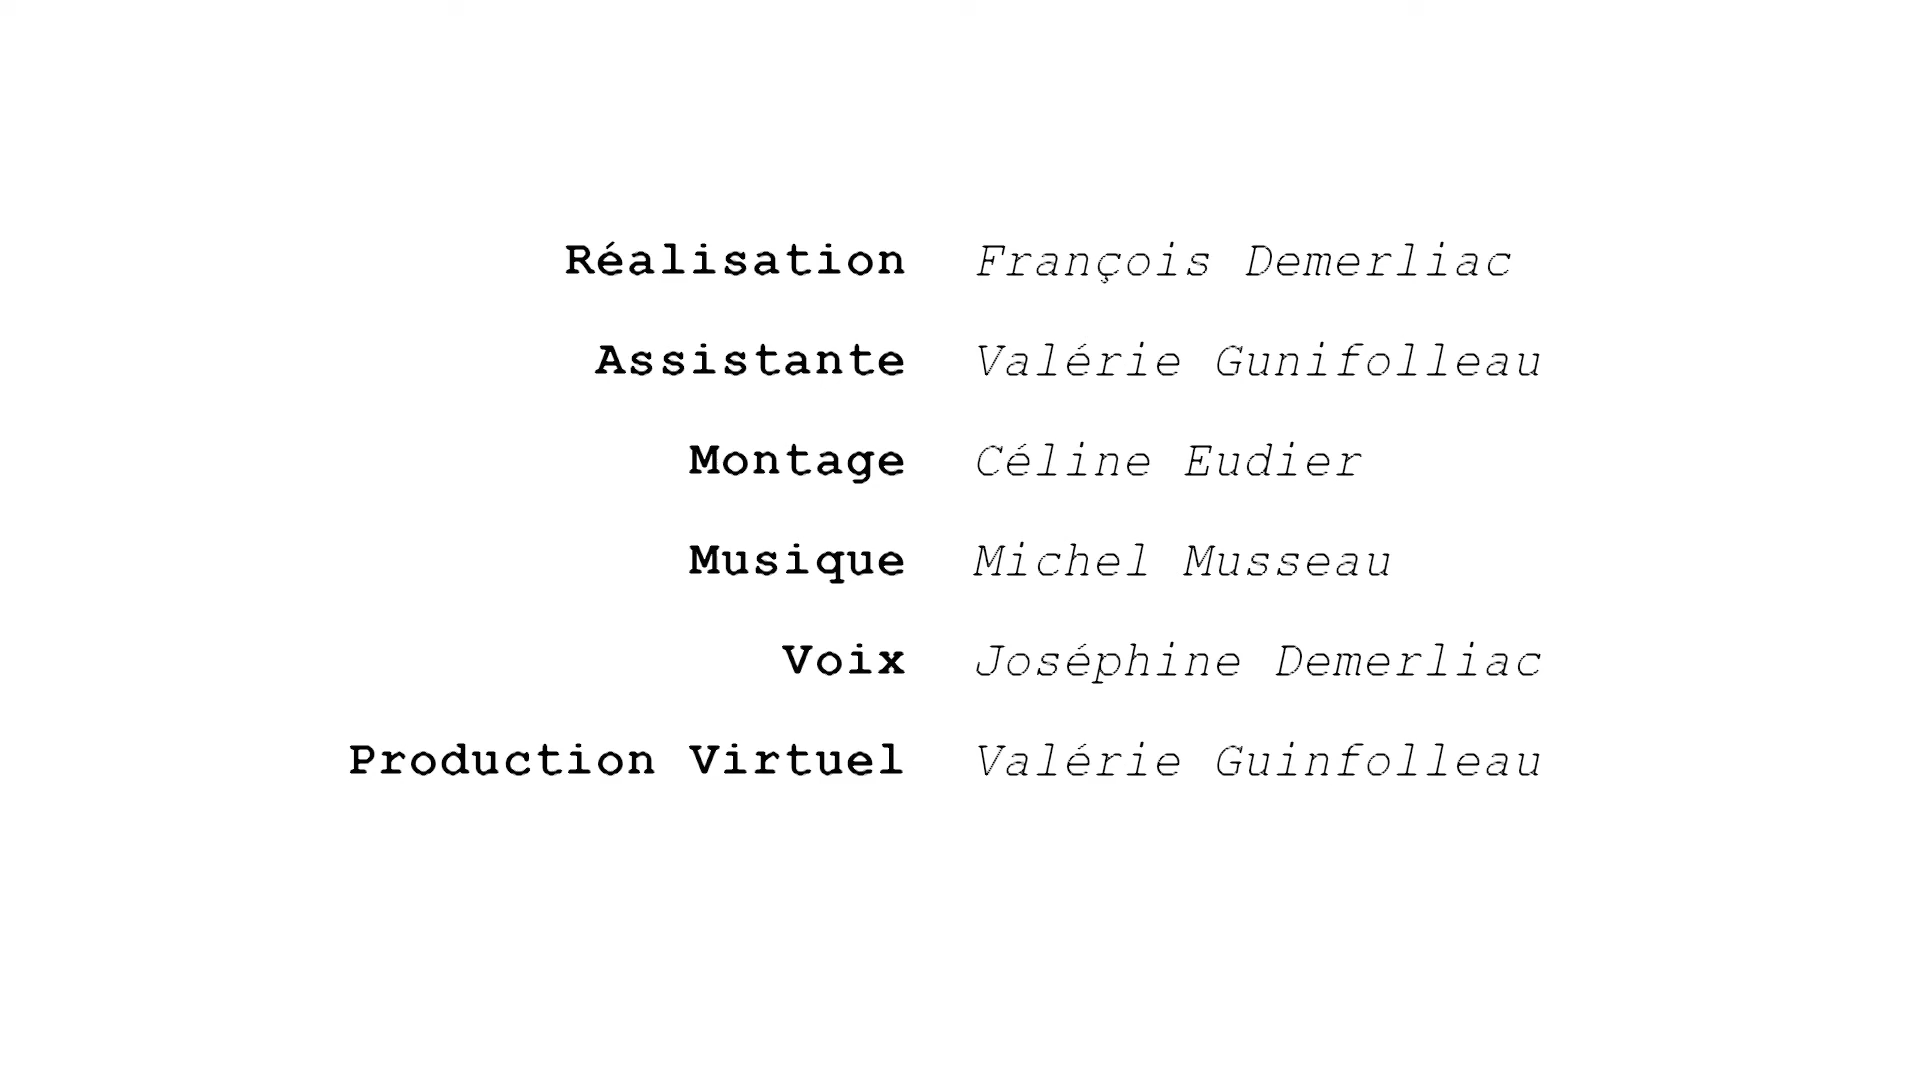 Réalisation François Demerliac
Assistante Valérie Gunifolleau
Montage Céline Eudier
Musique Michel Musseau
Voix Joséphine Demerliac
Production Virtuel Valérie Guinfolleau